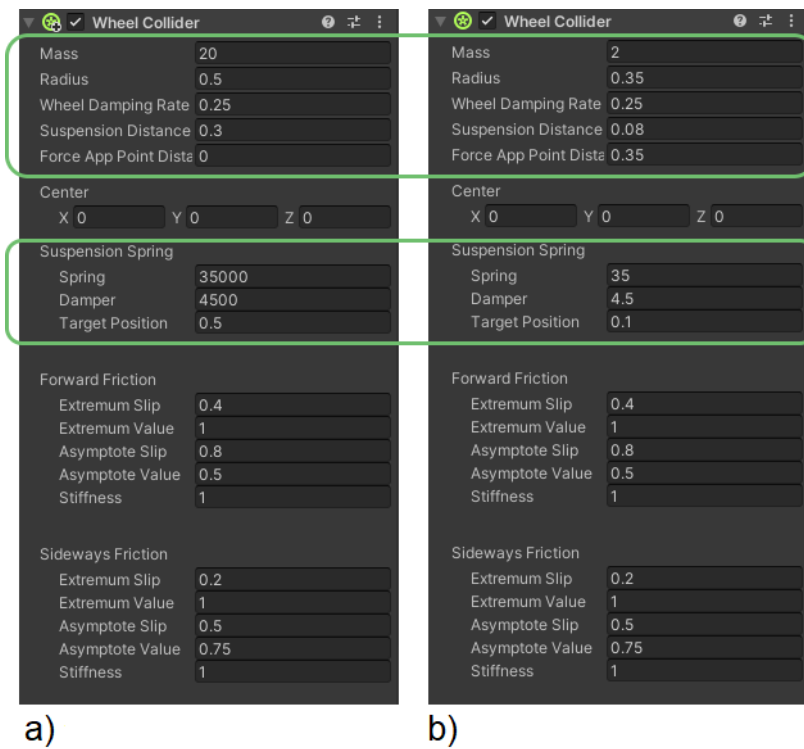 Wheel Collider
Mass 20
Radius 0.5
Wheel Damping Rate 0.25
Suspension Distance 0.3
Force App Point Dista 0
Center
X 0 Y 0 Z 0
Suspension Spring
Spring 35000
Damper 4500
Target Position 0.5
Forward Friction
Extremum Slip 0.4
Extremum Value 1
Asymptote Slip 0.8
Asymptote Value 0.5
Stiffness 1
Sideways Friction
Extremum Slip 0.2
Extremum Value 1
Asymptote Slip 0.5
Asymptote Value 0.75
Stiffness 1
a)
Wheel Collider
Mass 2
Radius 0.35
Wheel Damping Rate 0.25
Suspension Distance 0.08
Force App Point Dista 0.35
Center
X 0 Y 0 Z 0
Suspension Spring
Spring 35
Damper 4.5
Target Position 0.1
Forward Friction
Extremum Slip 0.4
Extremum Value 1
Asymptote Slip 0.8
Asymptote Value 0.5
Stiffness 1
Sideways Friction
Extremum Slip 0.2
Extremum Value 1
Asymptote Slip 0.5
Asymptote Value 0.75
Stiffness 1
b)